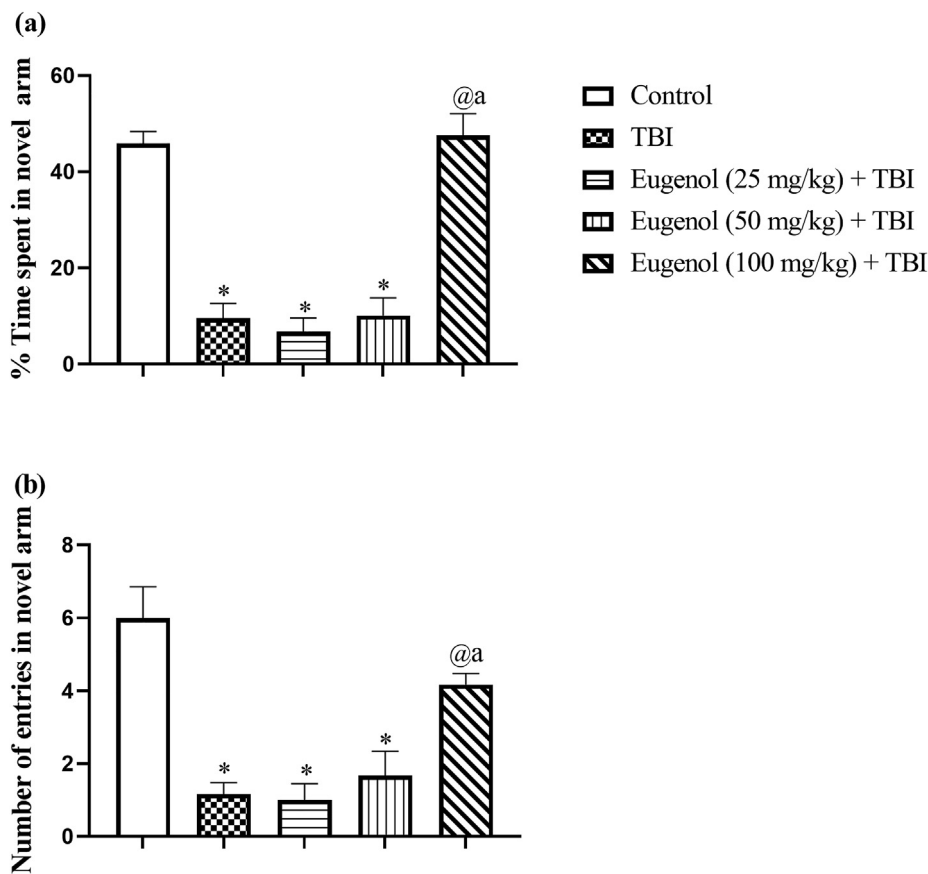 (a)
% Time spent in novel arm
60
40
20
0
*
*
*
@a
Control
TBI
Eugenol (25 mg/kg) + TBI
Eugenol (50 mg/kg) + TBI
Eugenol (100 mg/kg) + TBI
(b)
Number of entries in novel arm
8
6
4
2
0
*
*
*
@a